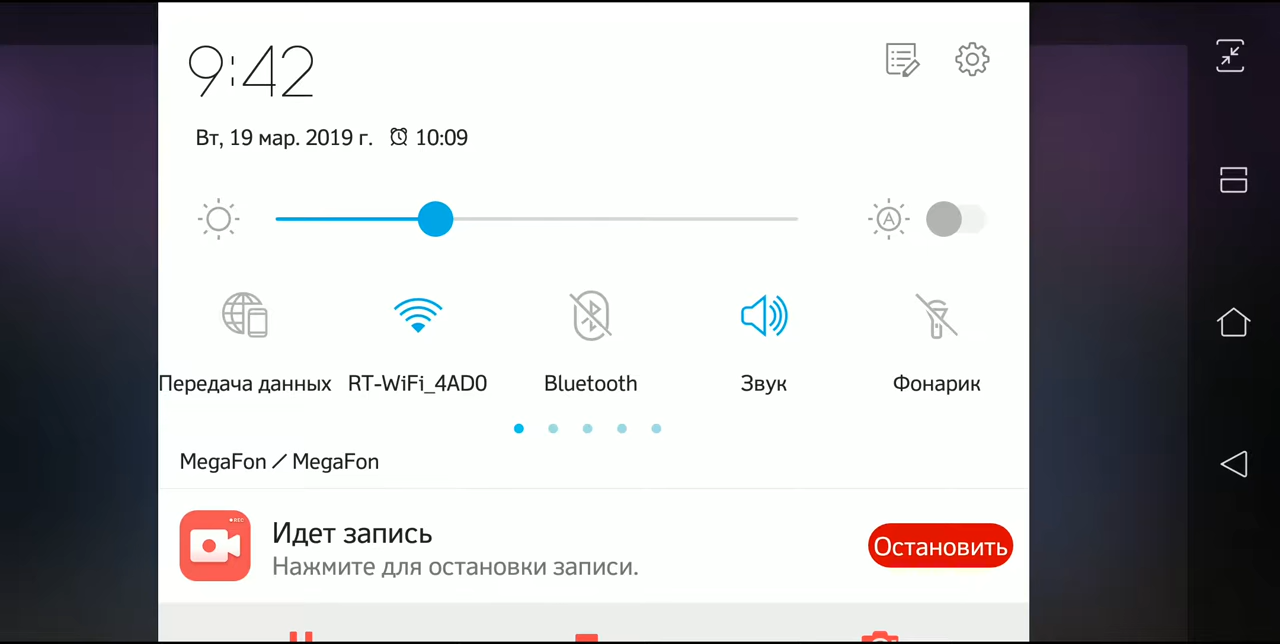 9:42
Вт, 19 мар. 2019 г. 10:09
A
Передача данных RT-WiFi_4AD0 Bluetooth Звук Фонарик
MegaFon / MegaFon
REC
Идет запись
Остановить
Нажмите для остановки записи.